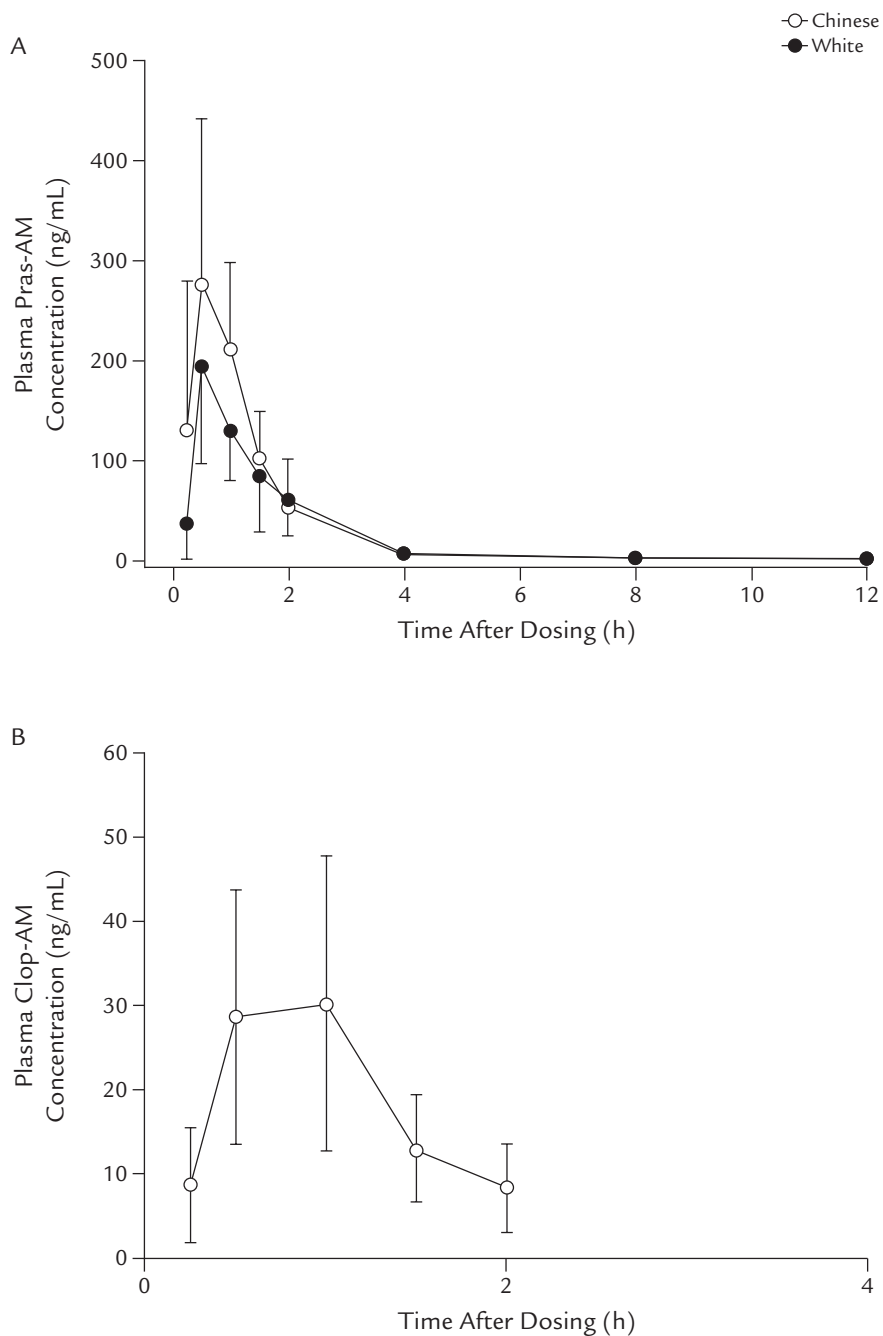 Chinese
White
A
500
400
300
200
100
0
Plasma Pras-AM
Concentration (ng/mL)
0 2 4 6 8 10 12
Time After Dosing (h)
B
60
50
40
30
20
10
0
Plasma Clop-AM
Concentration (ng/mL)
0 2 4
Time After Dosing (h)